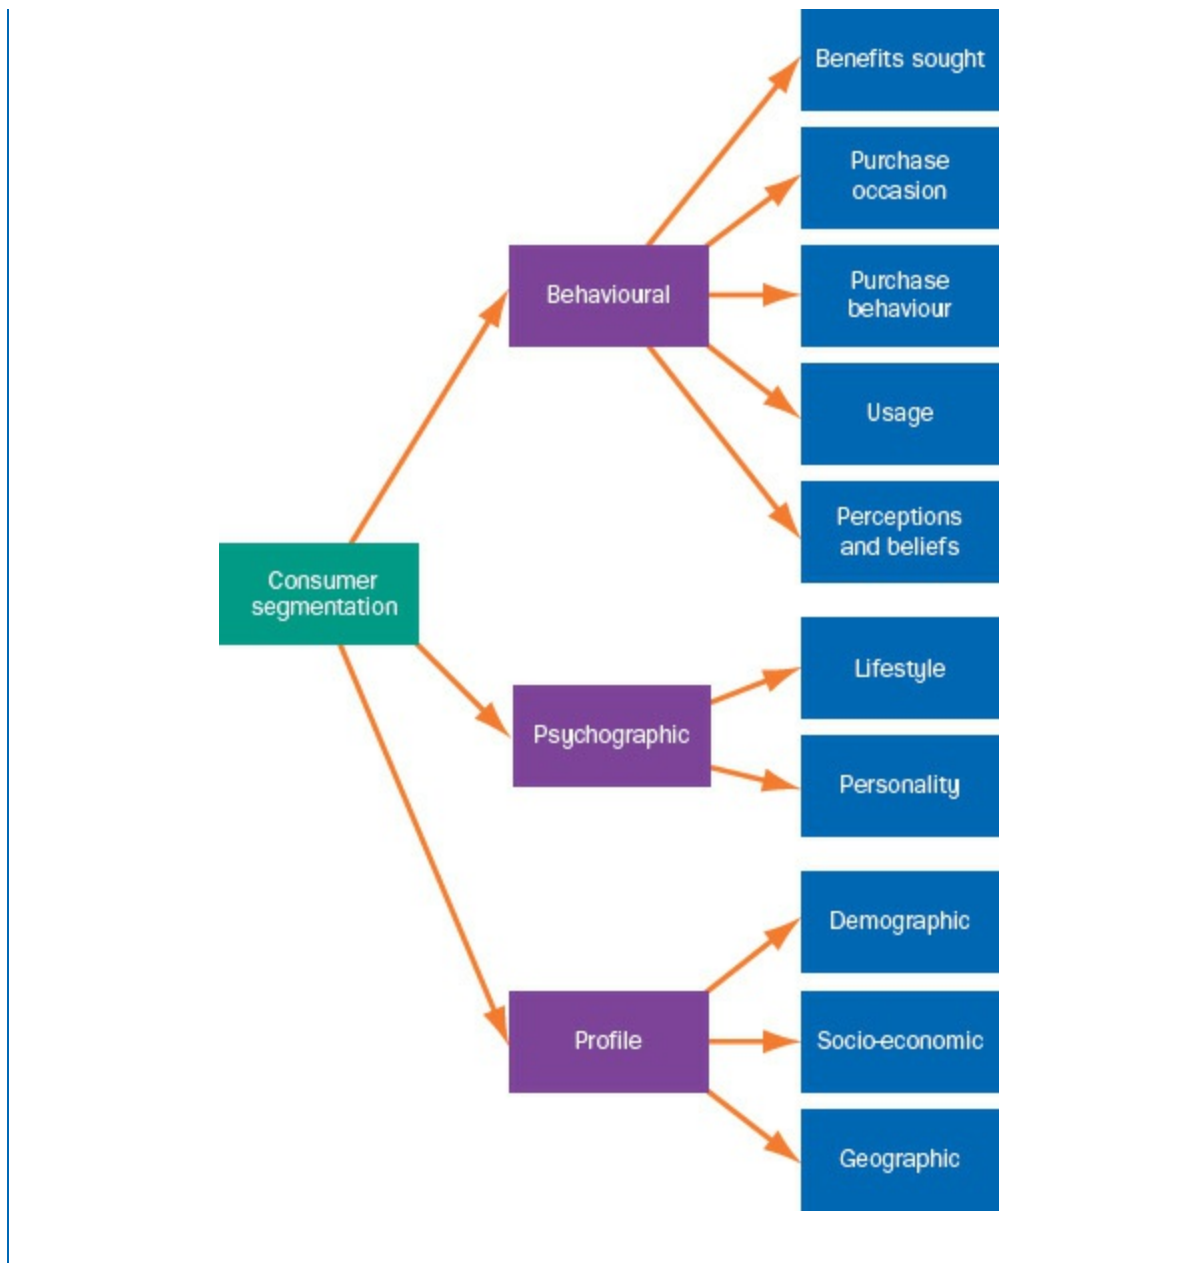 Benefits sought
Purchase
occasion
Behavioural
Purchase
behaviour
Usage
Perceptions
and beliefs
Consumer
segmentation
Lifestyle
Psychographic
Personality
Demographic
Profile
Socio-economic
Geographic